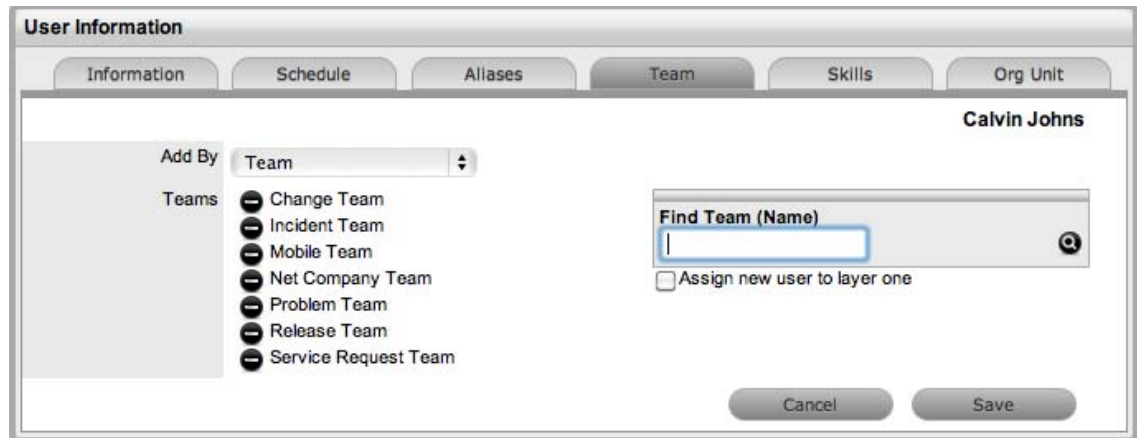 User Information
Information Schedule Aliases Team Skills Org Unit
Calvin Johns
Add By Team
Teams Change Team
Incident Team
Mobile Team
Net Company Team
Problem Team
Release Team
Service Request Team
Find Team (Name)
Assign new user to layer one
Cancel Save